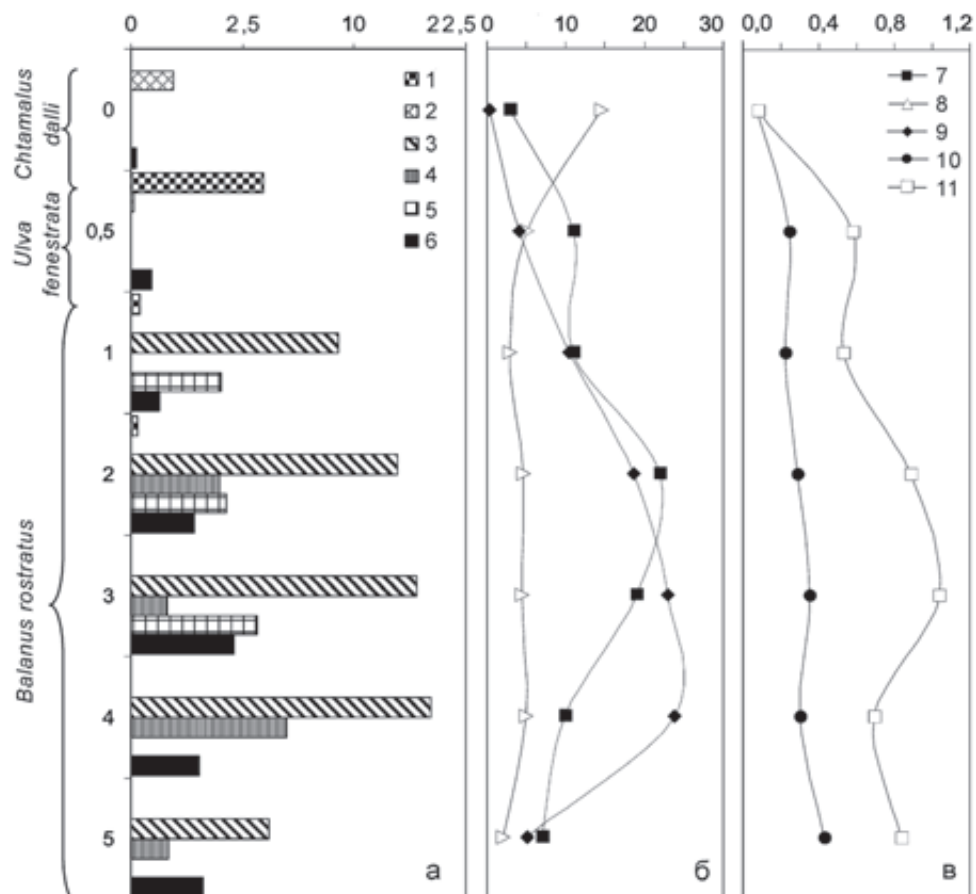 0 2,5 10 22,5
0 10 20 30
0,0 0,4 0,8 1,2
1
2
3
4
5
6
7
8
9
10
11
Chtamalus
dalli
Ulva
fenestrata
Balanus rostratus
0
0,5
1
2
3
4
5
а
б
в